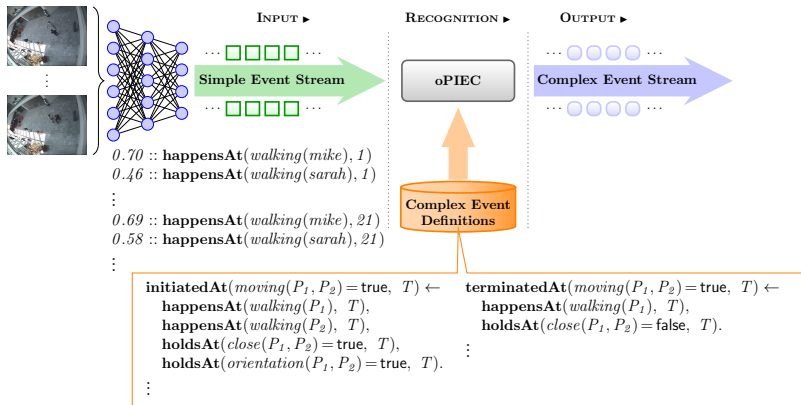 INPUT ▸
RECOGNITION ▸
OUTPUT ▸
··· ···
··· ···
Simple Event Stream
oPIEC
Complex Event Stream
··· ···
··· ···
⋮
0.70 :: happensAt(walking(mike), 1)
0.46 :: happensAt(walking(sarah), 1)
⋮
0.69 :: happensAt(walking(mike), 21)
0.58 :: happensAt(walking(sarah), 21)
⋮
Complex Event
Definitions
initiatedAt(moving(P₁, P₂) = true, T) ←
happensAt(walking(P₁), T),
happensAt(walking(P₂), T),
holdsAt(close(P₁, P₂) = true, T),
holdsAt(orientation(P₁, P₂) = true, T).
⋮
terminatedAt(moving(P₁, P₂) = true, T) ←
happensAt(walking(P₁), T),
holdsAt(close(P₁, P₂) = false, T).
⋮